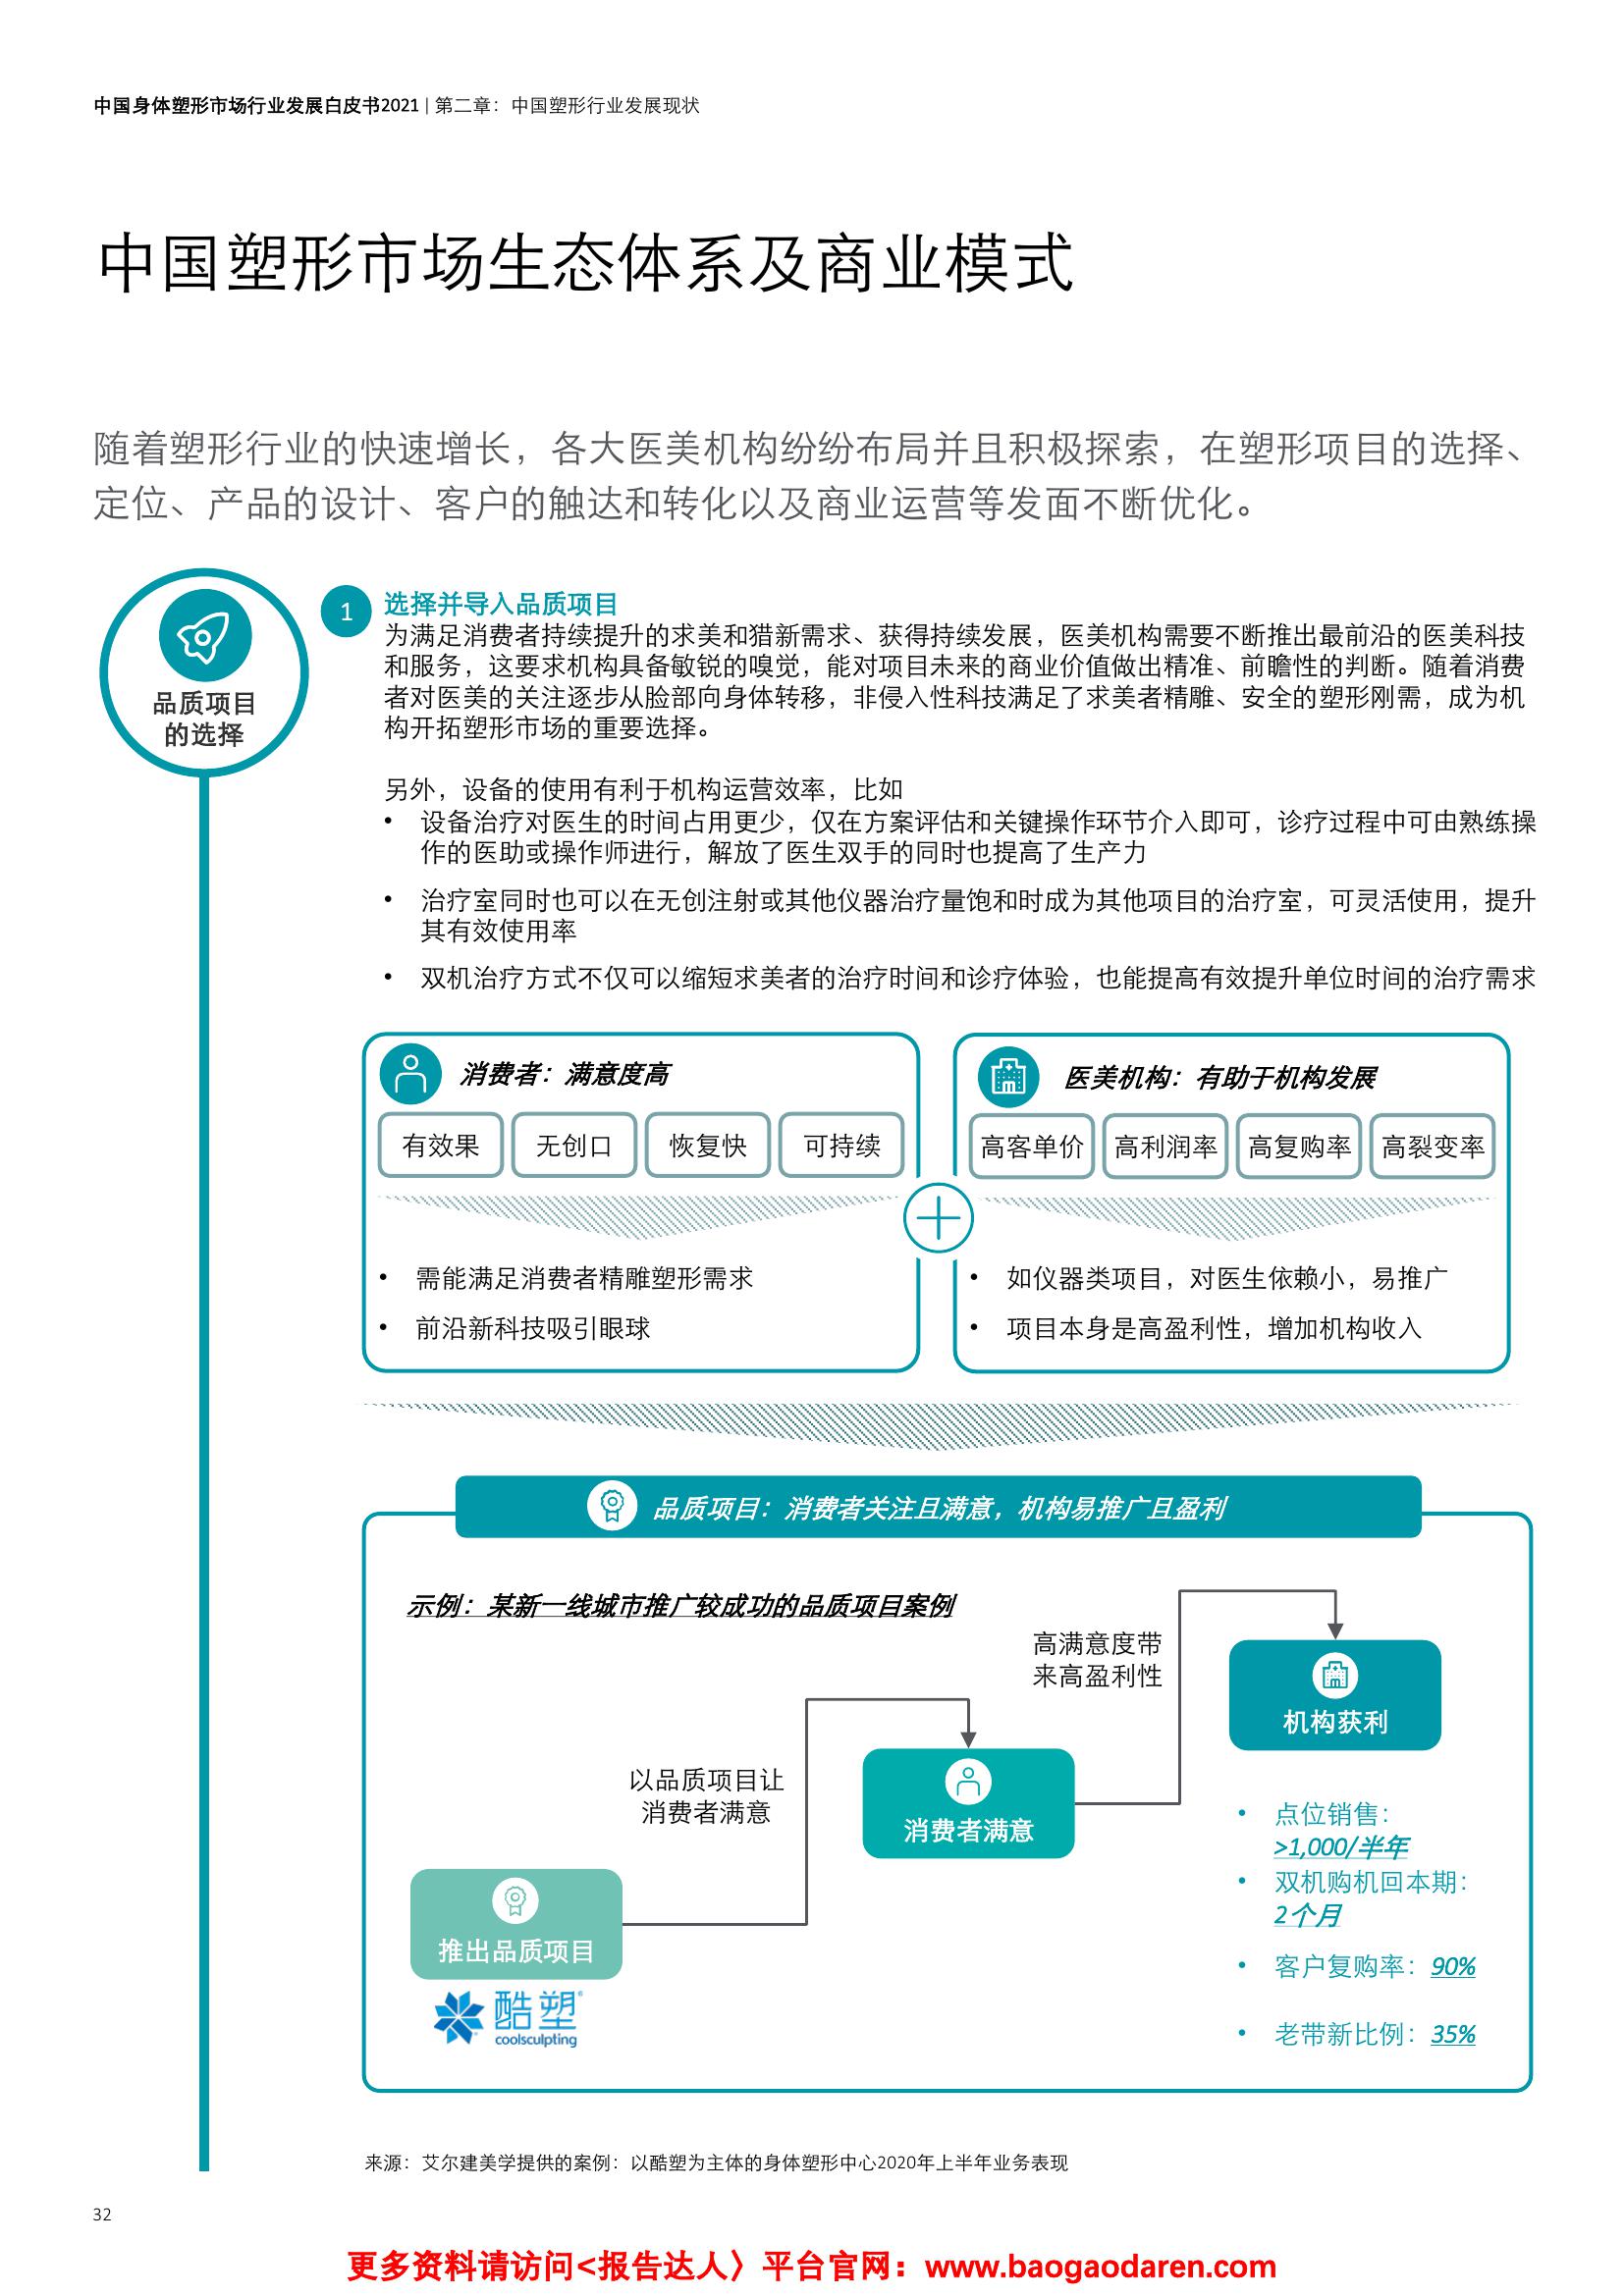 中国身体塑形市场行业发展白皮书2021 | 第二章：中国塑形行业发展现状
中国塑形市场生态体系及商业模式
随着塑形行业的快速增长，各大医美机构纷纷布局并且积极探索，在塑形项目的选择、
定位、产品的设计、客户的触达和转化以及商业运营等发面不断优化。
品质项目
的选择
1
选择并导入品质项目
为满足消费者持续提升的求美和猎新需求、获得持续发展，医美机构需要不断推出最前沿的医美科技
和服务，这要求机构具备敏锐的嗅觉，能对项目未来的商业价值做出精准、前瞻性的判断。随着消费
者对医美的关注逐步从脸部向身体转移，非侵入性科技满足了求美者精雕、安全的塑形刚需，成为机
构开拓塑形市场的重要选择。
另外，设备的使用有利于机构运营效率，比如
• 设备治疗对医生的时间占用更少，仅在方案评估和关键操作环节介入即可，诊疗过程中可由熟练操
作的医助或操作师进行，解放了医生双手的同时也提高了生产力
• 治疗室同时也可以在无创注射或其他仪器治疗量饱和时成为其他项目的治疗室，可灵活使用，提升
其有效使用率
• 双机治疗方式不仅可以缩短求美者的治疗时间和诊疗体验，也能提高有效提升单位时间的治疗需求
消费者：满意度高
有效果 无创口 恢复快 可持续
• 需能满足消费者精雕塑形需求
• 前沿新科技吸引眼球
医美机构：有助于机构发展
高客单价 高利润率 高复购率 高裂变率
• 如仪器类项目，对医生依赖小，易推广
• 项目本身是高盈利性，增加机构收入
品质项目：消费者关注且满意，机构易推广且盈利
示例：某新一线城市推广较成功的品质项目案例
推出品质项目
酷塑®
coolsculpting
以品质项目让
消费者满意
消费者满意
高满意度带
来高盈利性
机构获利
• 点位销售：
>1,000/半年
• 双机购机回本期：
2个月
• 客户复购率：90%
• 老带新比例：35%
来源：艾尔建美学提供的案例：以酷塑为主体的身体塑形中心2020年上半年业务表现
32
更多资料请访问<报告达人〉平台官网：www.baogaodaren.com